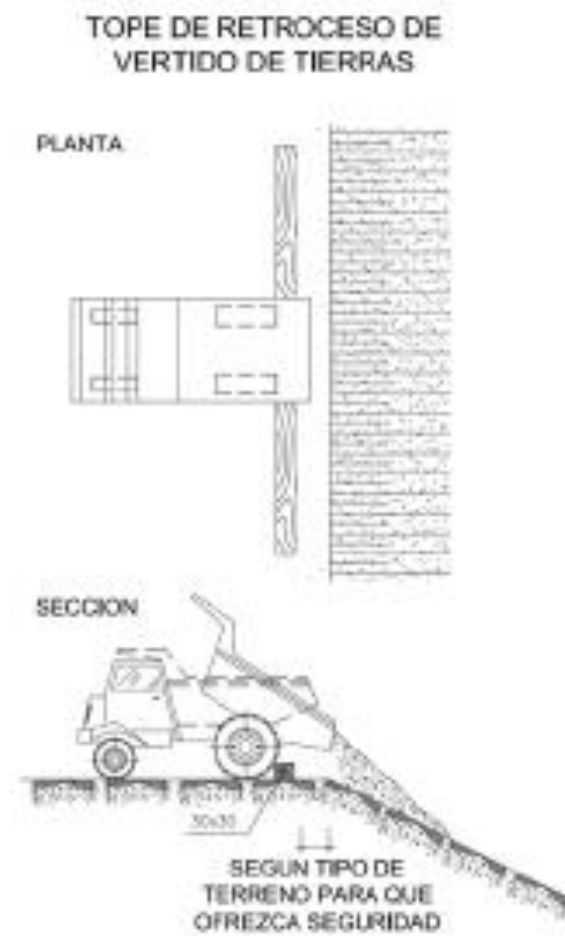 TOPE DE RETROCESO DE
VERTIDO DE TIERRAS
PLANTA
SECCION
30x30
SEGUN TIPO DE
TERRENO PARA QUE
OFREZCA SEGURIDAD